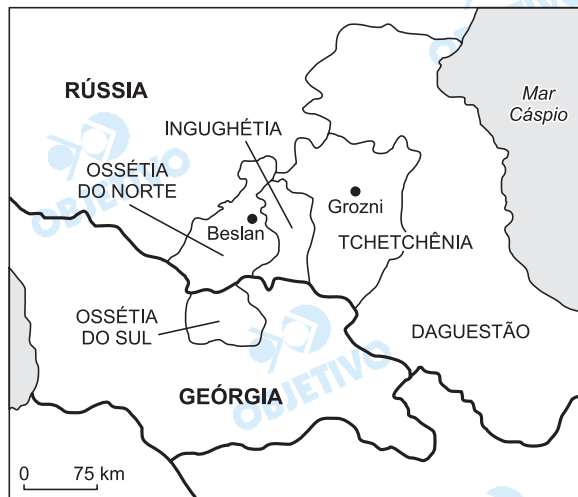 RÚSSIA
Mar
Cáspio
INGUGHÉTIA
OSSÉTIA
DO NORTE
Grozni
Beslan
TCHETCHÊNIA
OSSÉTIA
DO SUL
DAGUESTÃO
GEÓRGIA
0 75 km
OBJETIVO
OBJETIVO
OBJETIVO